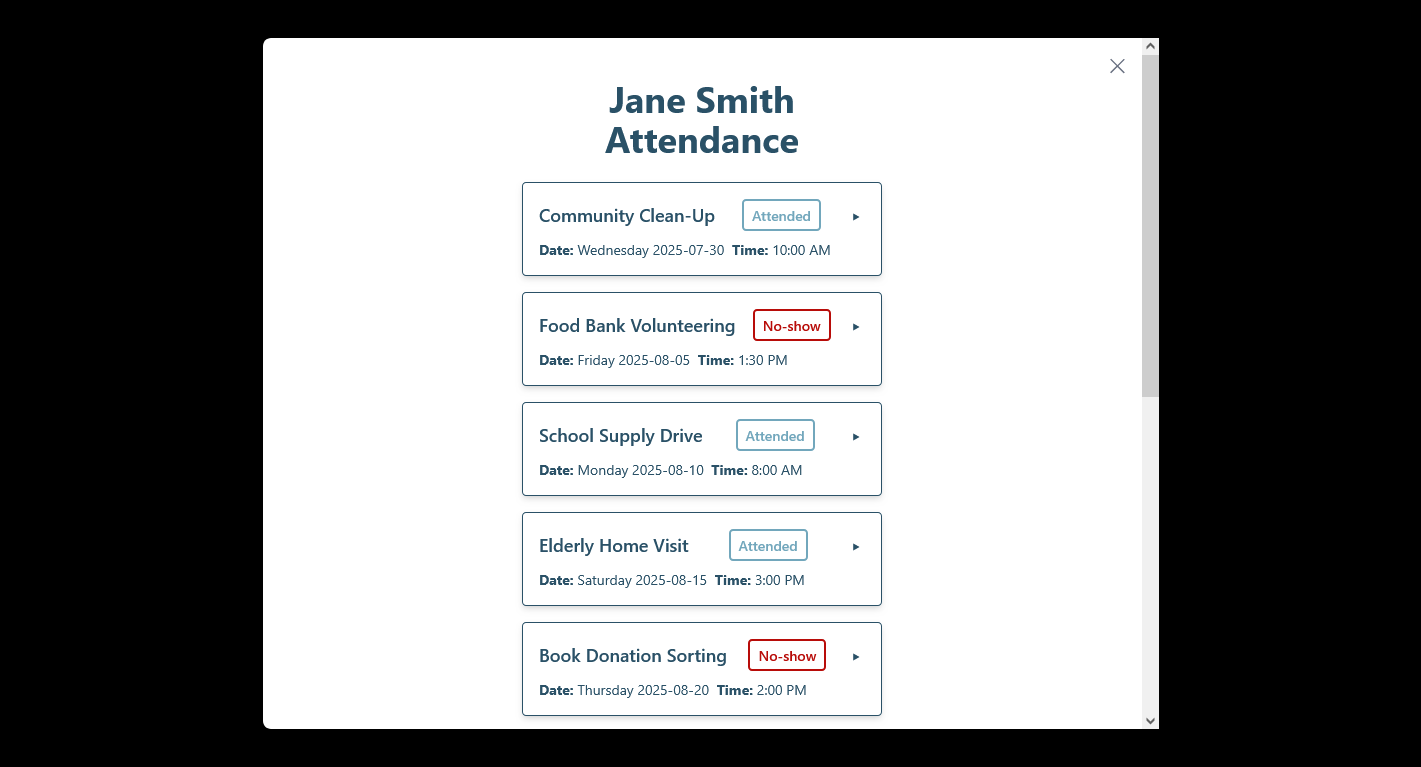 Jane Smith
Attendance
Community Clean-Up Attended
Date: Wednesday 2025-07-30 Time: 10:00 AM
Food Bank Volunteering No-show
Date: Friday 2025-08-05 Time: 1:30 PM
School Supply Drive Attended
Date: Monday 2025-08-10 Time: 8:00 AM
Elderly Home Visit Attended
Date: Saturday 2025-08-15 Time: 3:00 PM
Book Donation Sorting No-show
Date: Thursday 2025-08-20 Time: 2:00 PM